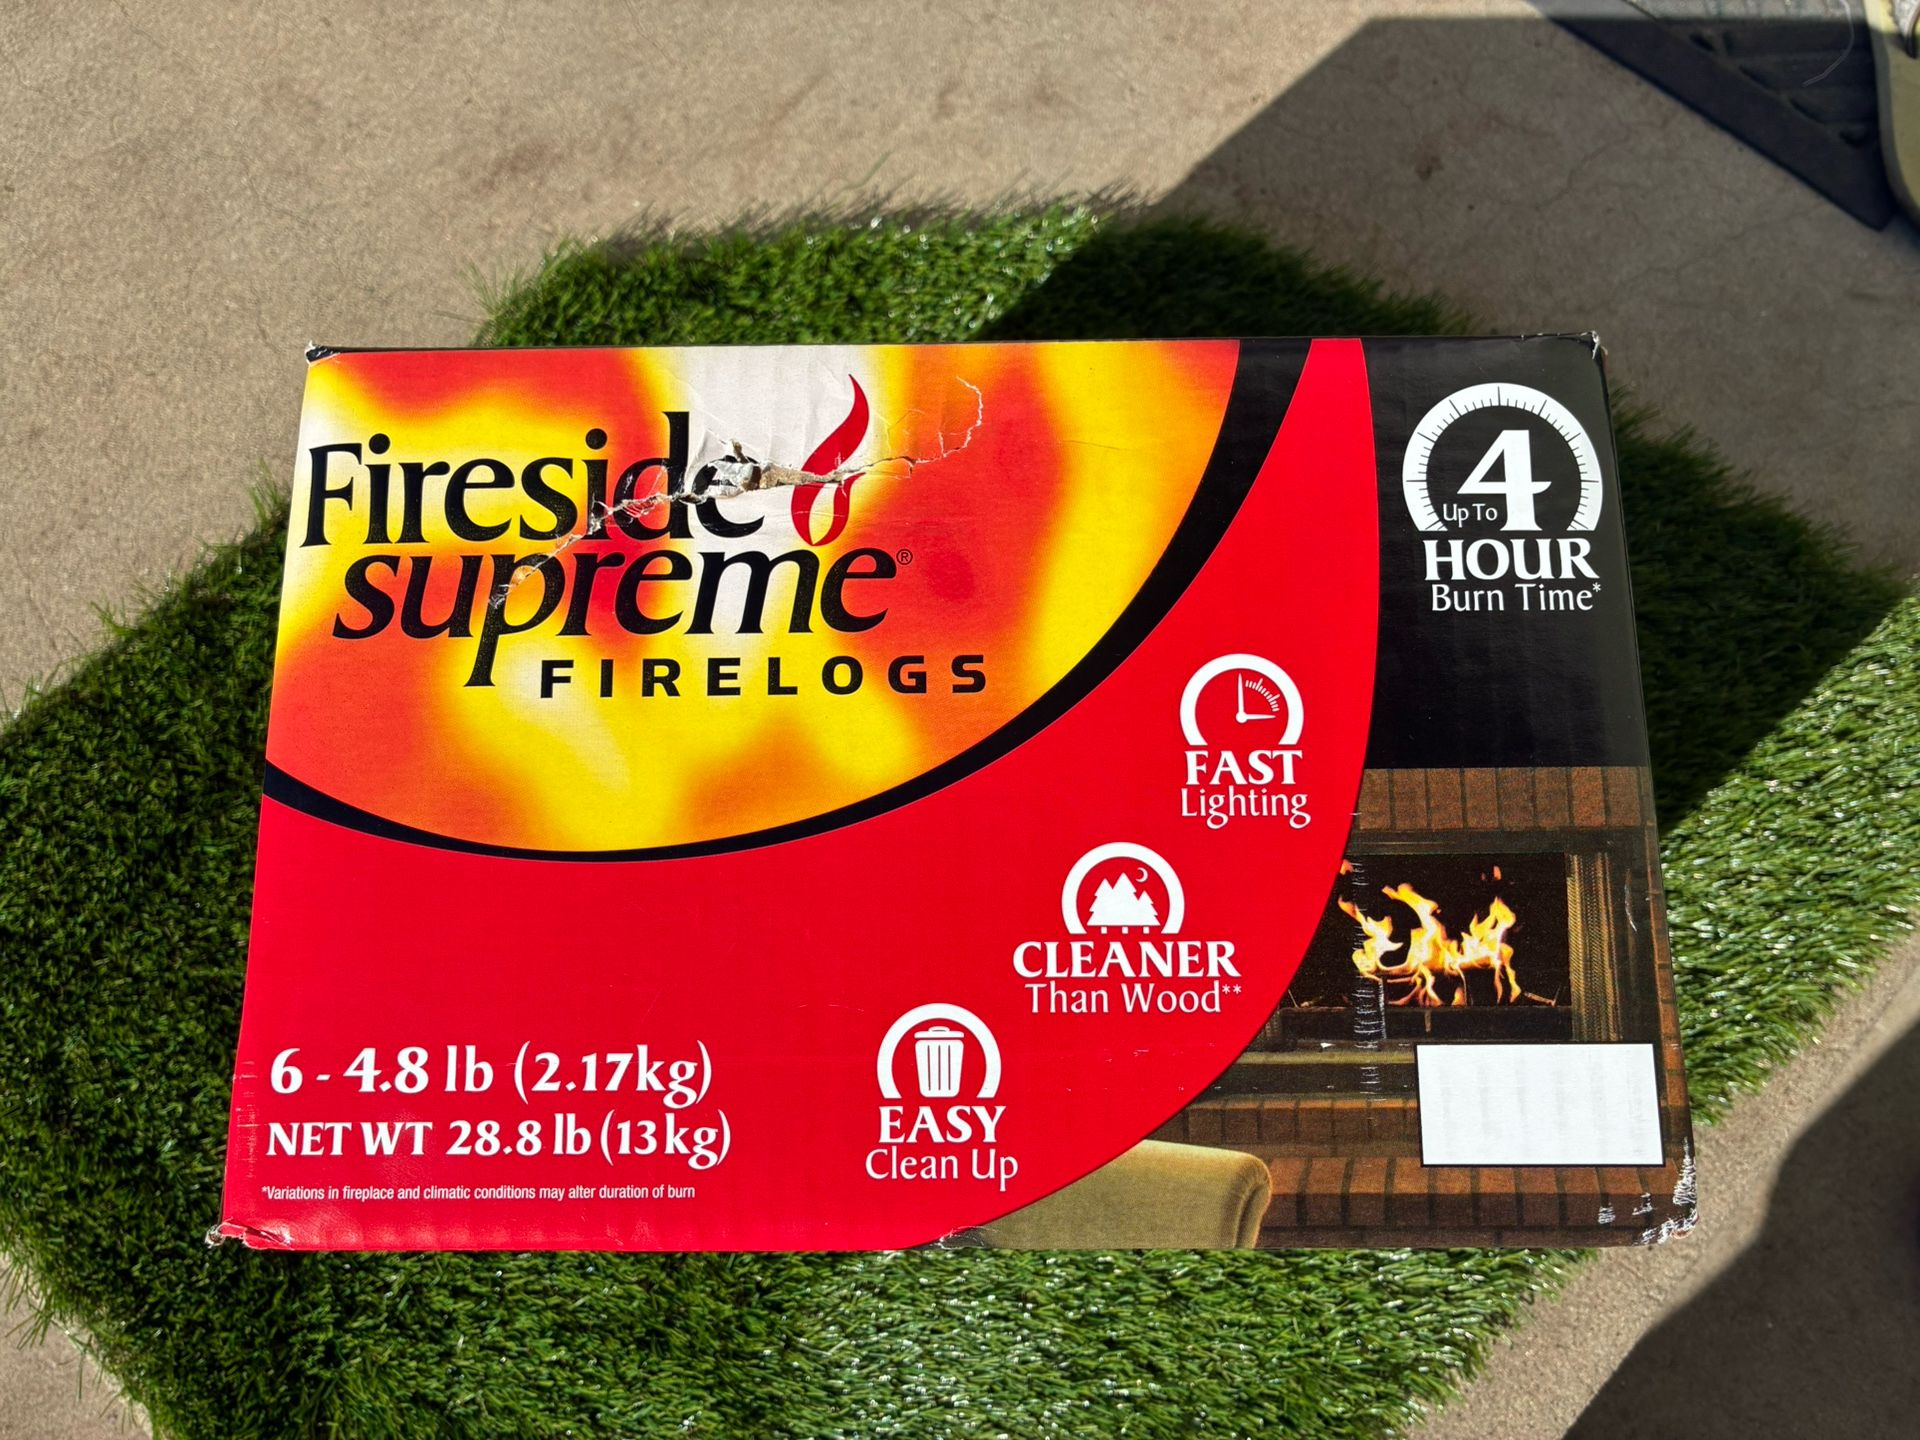 Fireside
supreme®
FIRELOGS
Up To 4
HOUR
Burn Time*
FAST
Lighting
CLEANER
Than Wood**
EASY
Clean Up
6 - 4.8 lb (2.17kg)
NET WT 28.8 lb (13kg)
*Variations in fireplace and climatic conditions may alter duration of burn